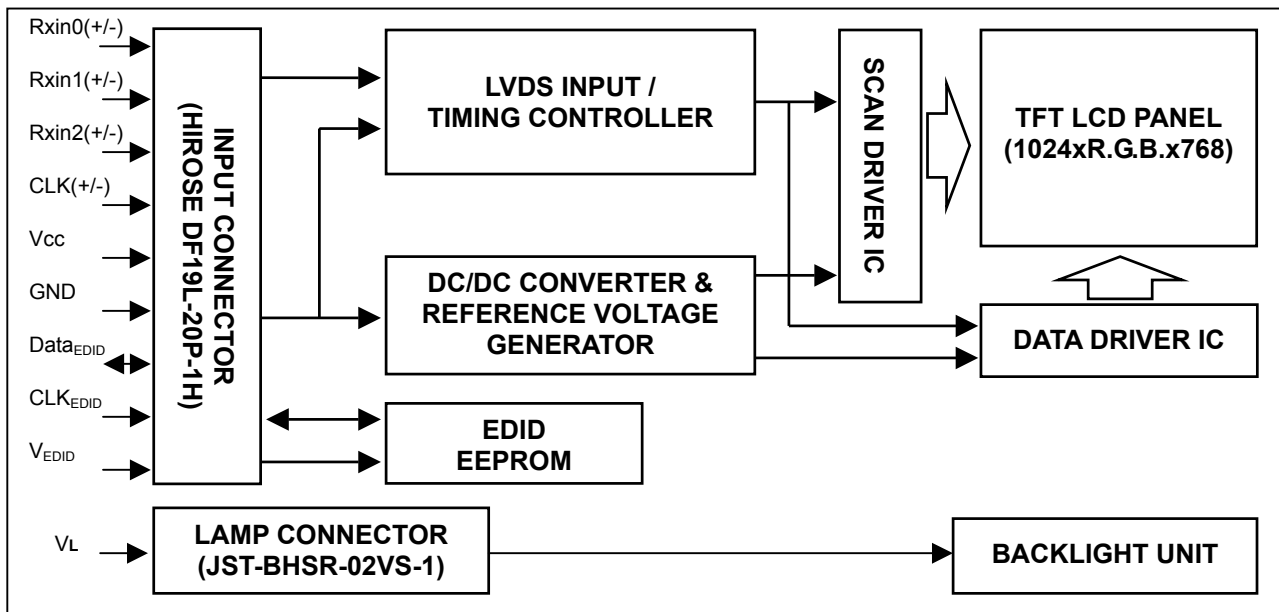 Rxin0(+/-)
Rxin1(+/-)
Rxin2(+/-)
CLK(+/-)
Vcc
GND
DataEDID
CLKEDID
VEDID
VL
INPUT CONNECTOR
(HIROSE DF19L-20P-1H)
LVDS INPUT /
TIMING CONTROLLER
DC/DC CONVERTER &
REFERENCE VOLTAGE
GENERATOR
EDID
EEPROM
LAMP CONNECTOR
(JST-BHSR-02VS-1)
SCAN DRIVER IC
TFT LCD PANEL
(1024xR.G.B.x768)
DATA DRIVER IC
BACKLIGHT UNIT